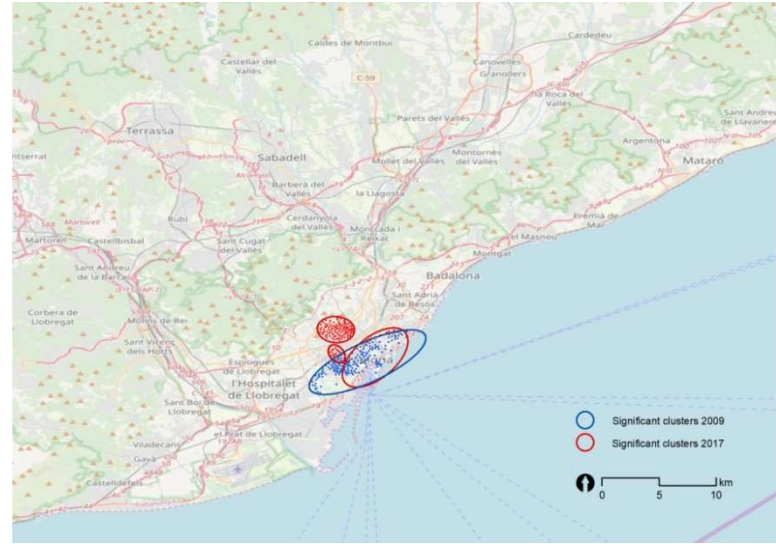 Cardedeu
Caldes de Montbui
Castellar del
Vallès
Canovelles
Granollers
C-59
la Roca del
Vallès
Parets del Vallès
Sant Andreu
de Llavanere
Terrassa
Argentona
Sabadell
Montornès
del Vallès
Mollet del Vallès
Mataró
ntserrat
Barberà del
Vallès
la Llagosta
Rubí
Cerdanyola
del Vallès
Premià de
Mar
Martorell
Martorell
Castellbisbal
Sant Cugat
del Vallès
Montcada i
Reixac
el Masnou
Montgat
Sant Andreu
de la Barca
Badalona
Sant Adrià
de Besòs
Corbera de
Llobregat
Molins de Rei
Sant Vicenç
dels Horts
Esplugues
de Llobregat
l'Hospitalet
de Llobregat
Sant Boi de
Llobregat
el Prat de Llobregat
Viladecans
Gavà
Castelldefels
Significant clusters 2009
Significant clusters 2017
km
0 5 10